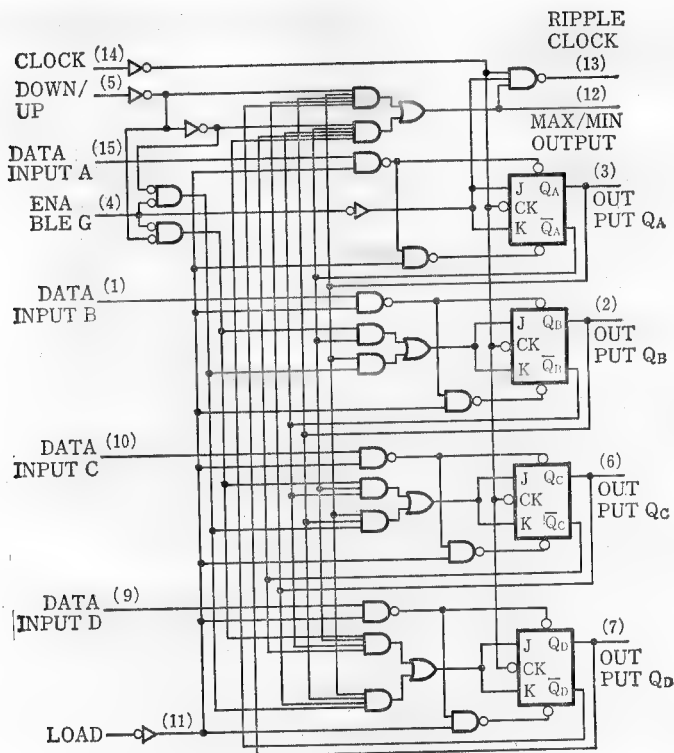 RIPPLE
CLOCK
(13)
CLOCK (14)
DOWN/ (5)
UP
(12)
MAX/MIN
OUTPUT
DATA (15)
INPUT A
(3)
J QA
CK
K Q̅A
OUT
PUT QA
ENA (4)
BLE G
DATA (1)
INPUT B
(2)
J QB
CK
K Q̅B
OUT
PUT QB
DATA (10)
INPUT C
(6)
J QC
CK
K Q̅C
OUT
PUT QC
DATA (9)
INPUT D
(7)
J QD
CK
K Q̅D
OUT
PUT QD
LOAD (11)